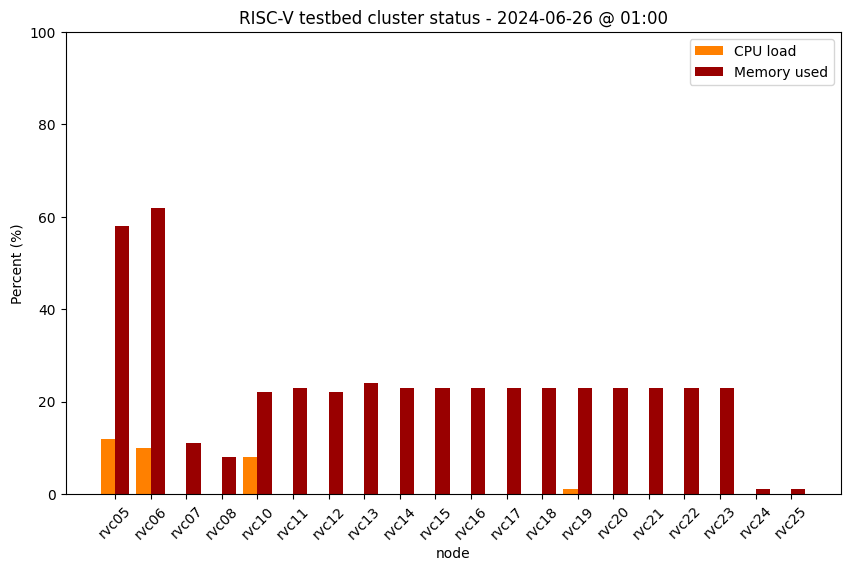 RISC-V testbed cluster status - 2024-06-26 @ 01:00
CPU load
Memory used
Percent (%)
100
80
60
40
20
0
rvc05
rvc06
rvc07
rvc08
rvc10
rvc11
rvc12
rvc13
rvc14
rvc15
rvc16
rvc17
rvc18
rvc19
rvc20
rvc21
rvc22
rvc23
rvc24
rvc25
node